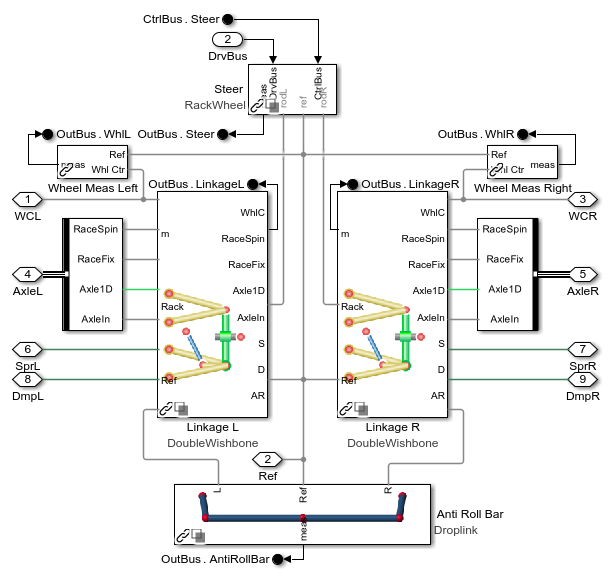 CtrlBus . Steer
2
DrvBus
Steer
RackWheel
meas
DrvBus
CtrlBus
rodL
ref
rodR
OutBus . WhlL
OutBus . Steer
OutBus . WhlR
Ref
meas
Whl Ctr
Wheel Meas Left
Ref
Whl Ctr
meas
Wheel Meas Right
OutBus . LinkageL
OutBus . LinkageR
1
WCL
3
WCR
WhlC
RaceSpin
m
RaceSpin
RaceFix
RaceFix
Axle1D
Axle1D
Rack
AxleIn
AxleIn
S
D
Ref
AR
WhlC
m
RaceSpin
RaceSpin
RaceFix
RaceFix
Axle1D
Axle1D
Rack
AxleIn
AxleIn
S
D
Ref
AR
4
AxleL
5
AxleR
6
SprL
7
SprR
8
DmpL
9
DmpR
Linkage L
DoubleWishbone
Linkage R
DoubleWishbone
2
Ref
L
Ref
R
meas
Anti Roll Bar
Droplink
OutBus . AntiRollBar